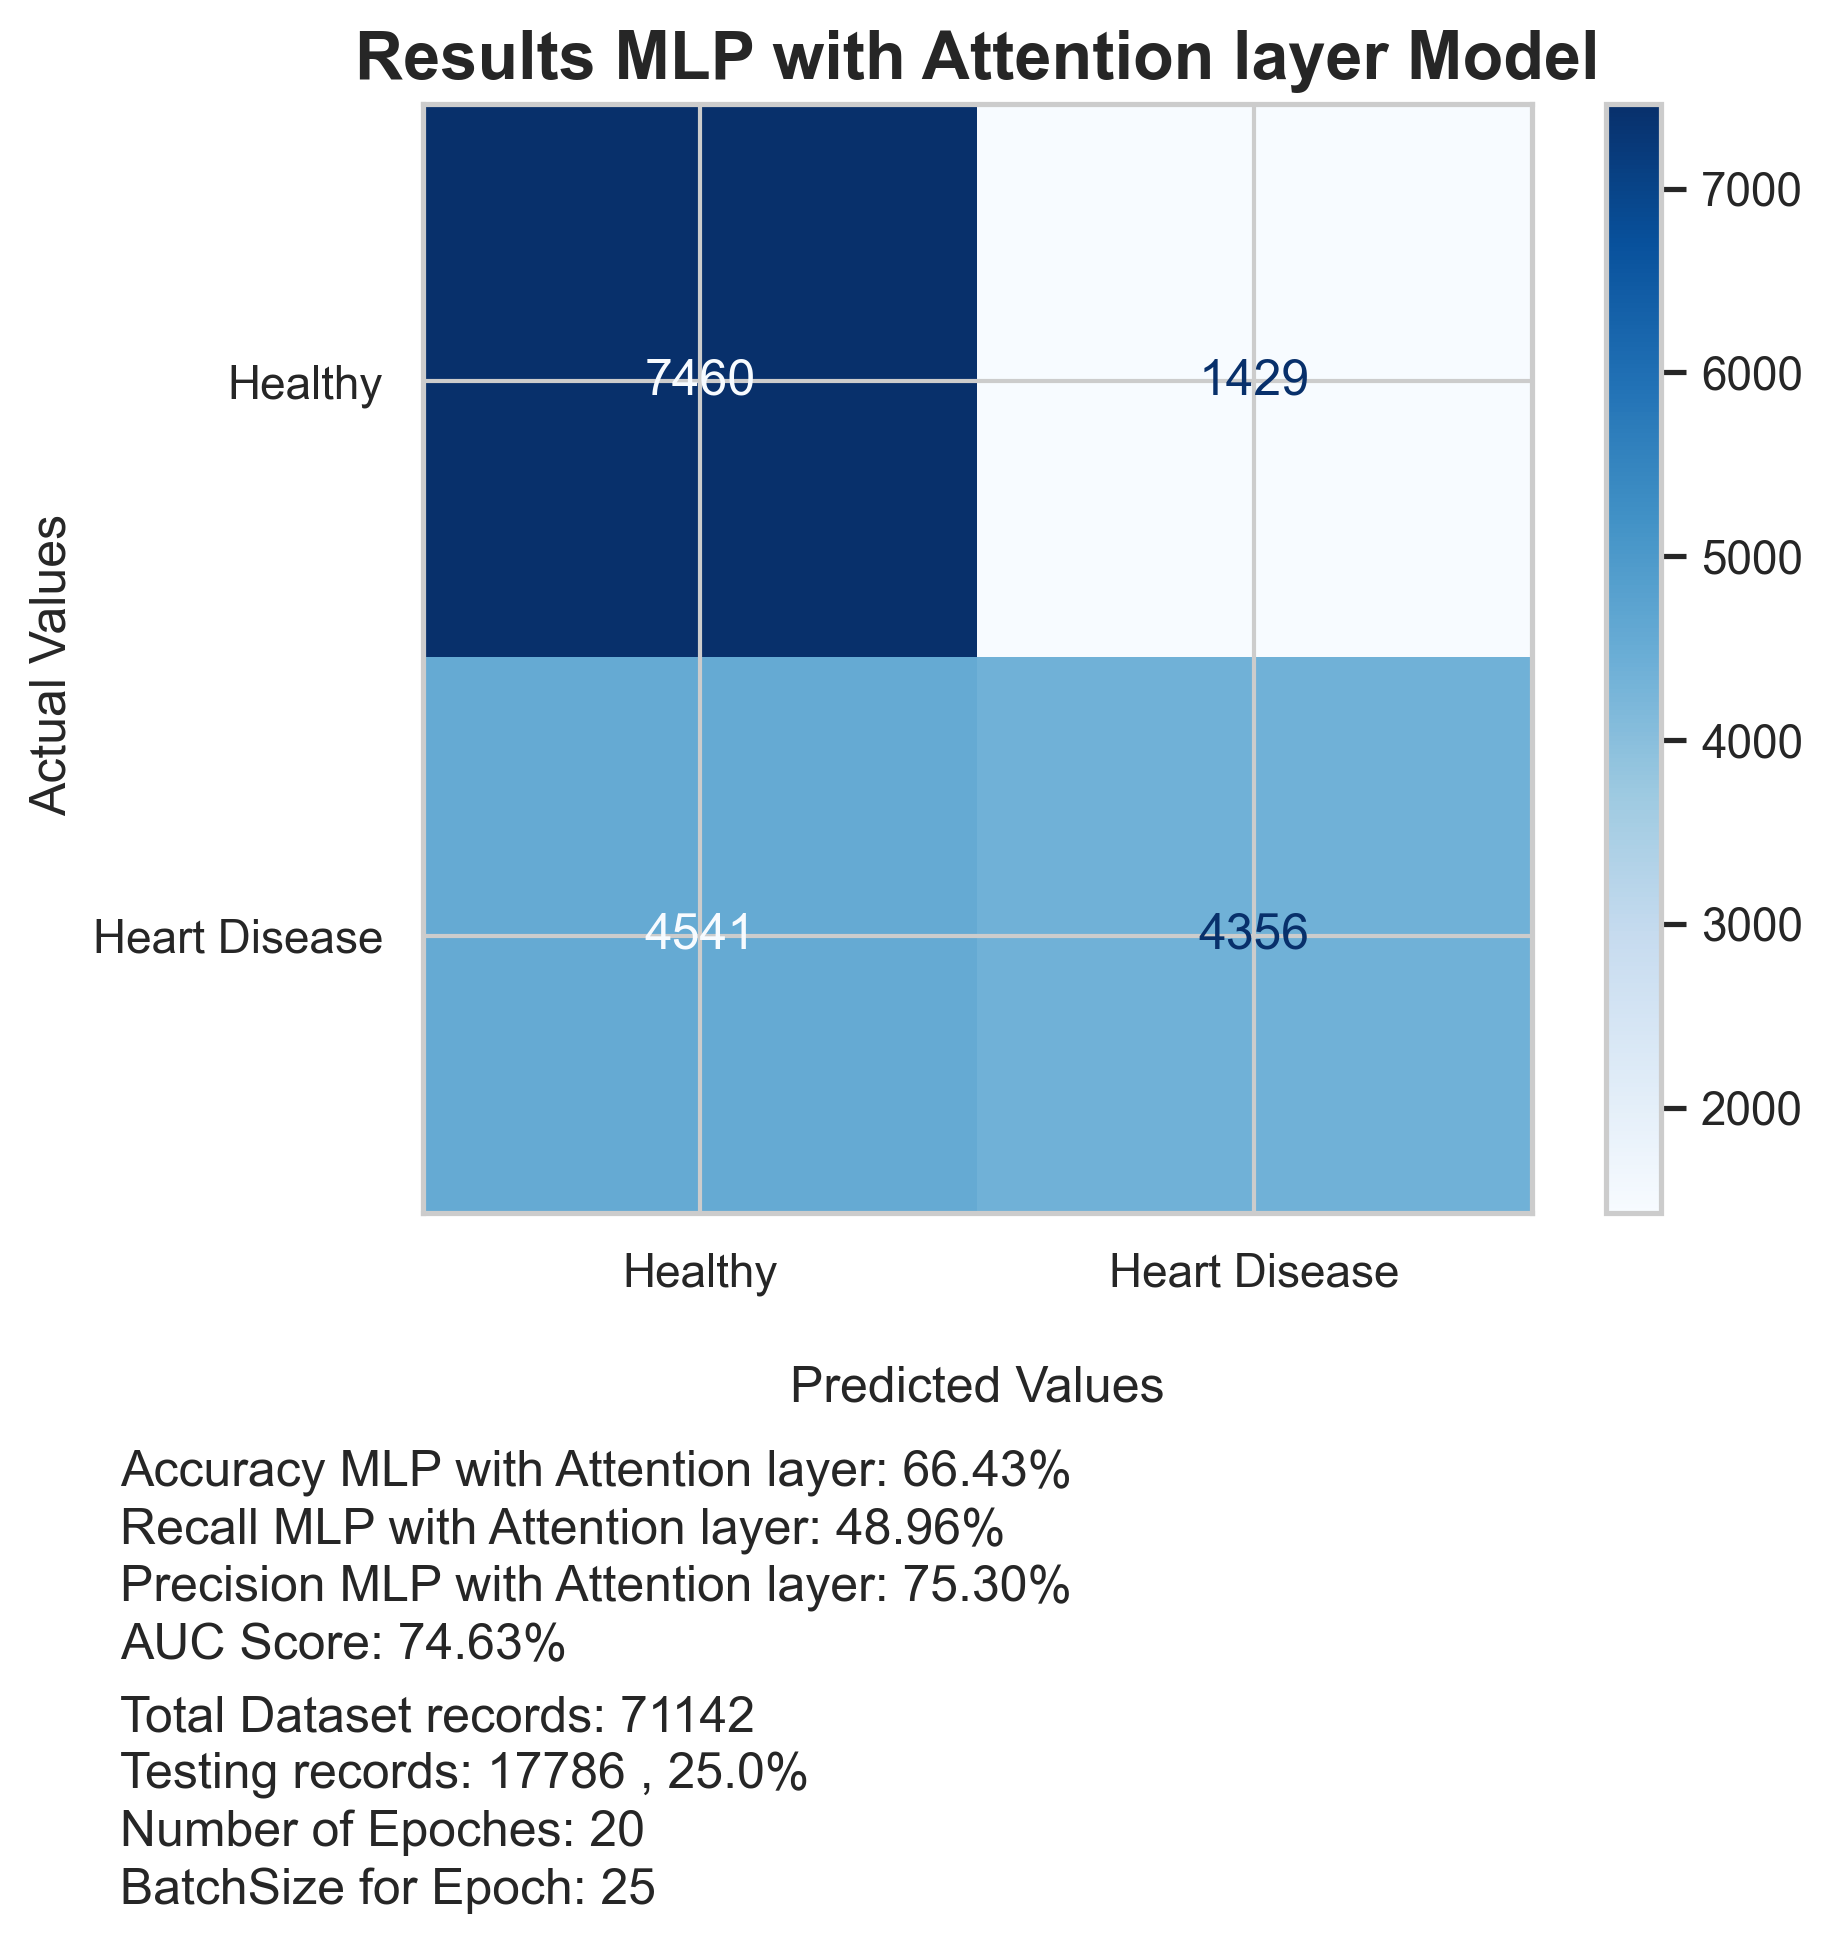 Results MLP with Attention layer Model
7000
6000
5000
4000
3000
2000
Actual Values
Healthy
7460
1429
Heart Disease
4541
4356
Healthy
Heart Disease
Predicted Values
Accuracy MLP with Attention layer: 66.43%
Recall MLP with Attention layer: 48.96%
Precision MLP with Attention layer: 75.30%
AUC Score: 74.63%
Total Dataset records: 71142
Testing records: 17786 , 25.0%
Number of Epoches: 20
BatchSize for Epoch: 25